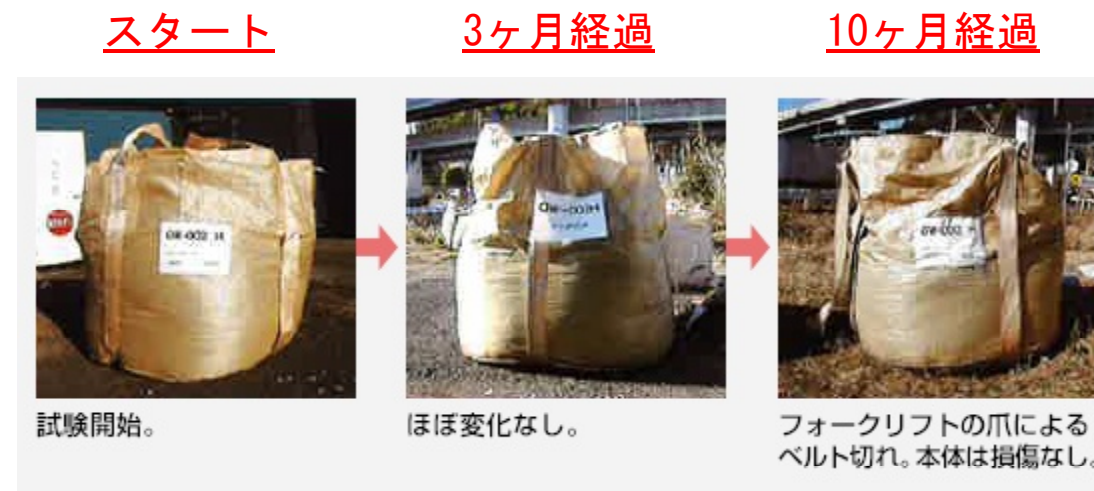 スタート
3ヶ月経過
10ヶ月経過
GW-002 H
試験開始。
ほぼ変化なし。
フォークリフトの爪による
ベルト切れ。本体は損傷なし。